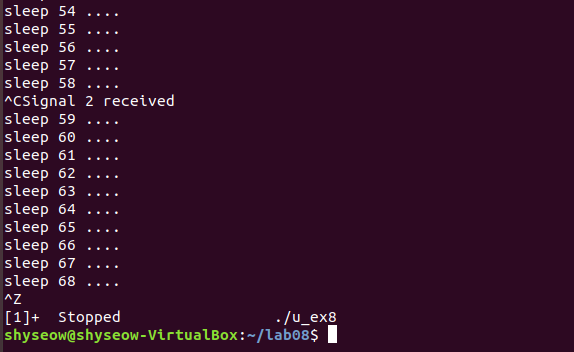 sleep 54 ....
sleep 55 ....
sleep 56 ....
sleep 57 ....
sleep 58 ....
^CSignal 2 received
sleep 59 ....
sleep 60 ....
sleep 61 ....
sleep 62 ....
sleep 63 ....
sleep 64 ....
sleep 65 ....
sleep 66 ....
sleep 67 ....
sleep 68 ....
^Z
[1]+  Stopped                 ./u_ex8
shyseow@shyseow-VirtualBox:~/lab08$